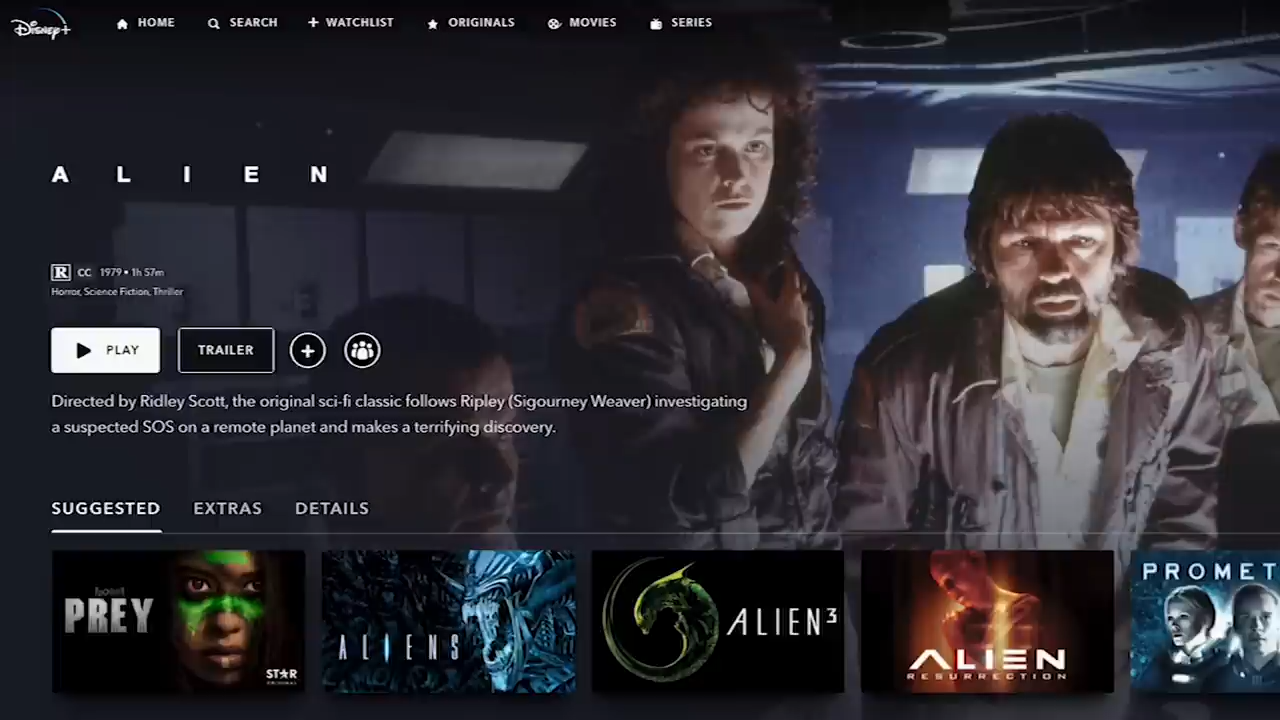 Disney+
HOME
SEARCH
WATCHLIST
ORIGINALS
MOVIES
SERIES
A L I E N
R CC 1979 • 1h 57m
Horror, Science Fiction, Thriller
PLAY
TRAILER
Directed by Ridley Scott, the original sci-fi classic follows Ripley (Sigourney Weaver) investigating
a suspected SOS on a remote planet and makes a terrifying discovery.
SUGGESTED
EXTRAS
DETAILS
PREY
STAR
ORIGINAL
ALIENS
ALIEN³
ALIEN
RESURRECTION
PROMET